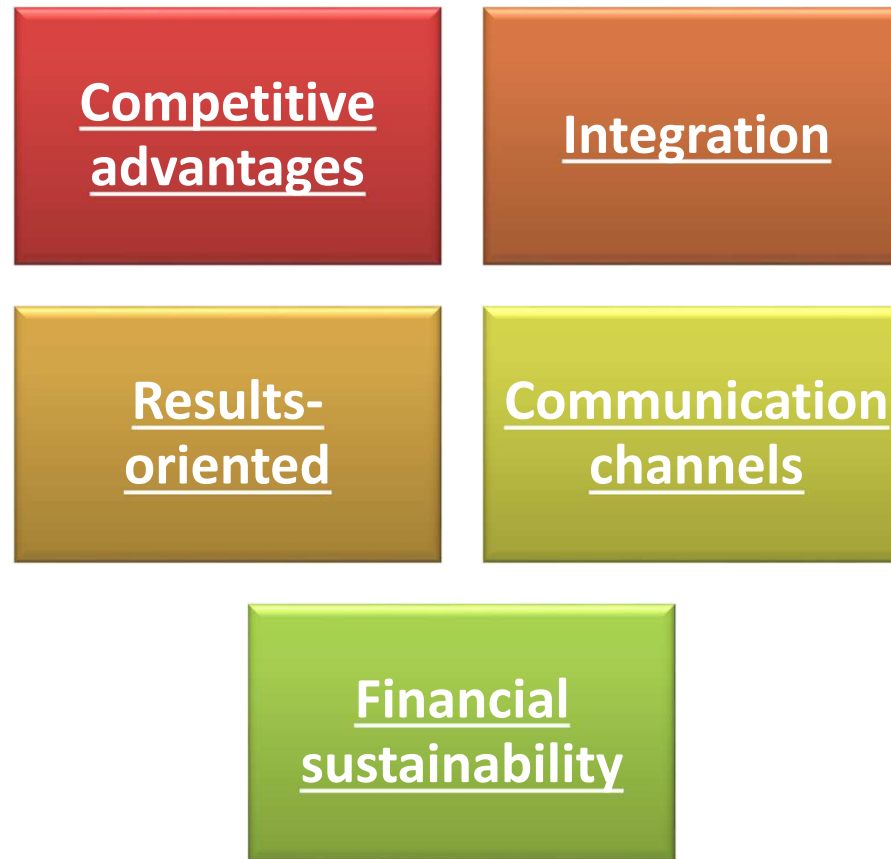 Competitive
advantages
Integration
Results-
oriented
Communication
channels
Financial
sustainability